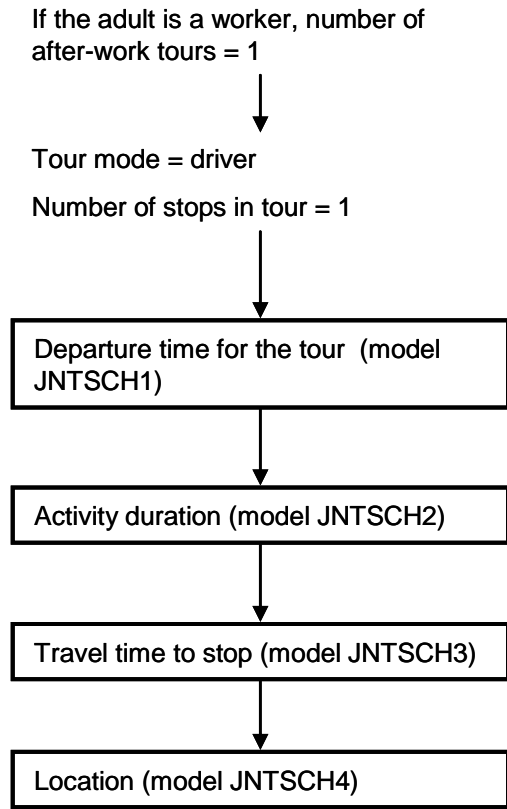 If the adult is a worker, number of
after-work tours = 1
Tour mode = driver
Number of stops in tour = 1
Departure time for the tour  (model
JNTSCH1)
Activity duration (model JNTSCH2)
Travel time to stop (model JNTSCH3)
Location (model JNTSCH4)